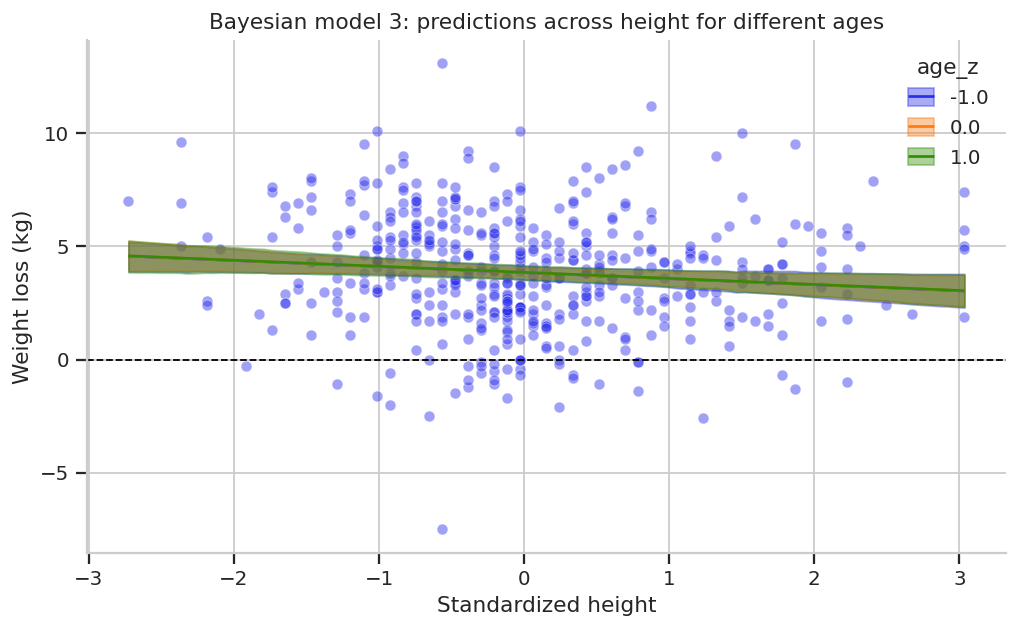 Bayesian model 3: predictions across height for different ages
age_z
-1.0
0.0
1.0
10
5
0
−5
Weight loss (kg)
−3 −2 −1 0 1 2 3
Standardized height